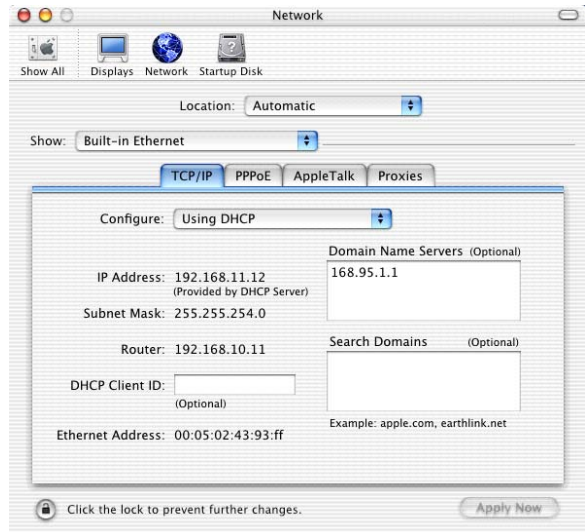 Network
Show All
Displays
Network
Startup Disk
Location: Automatic
Show: Built-in Ethernet
TCP/IP
PPPoE
AppleTalk
Proxies
Configure: Using DHCP
IP Address: 192.168.11.12
(Provided by DHCP Server)
Subnet Mask: 255.255.254.0
Router: 192.168.10.11
DHCP Client ID:
(Optional)
Ethernet Address: 00:05:02:43:93:ff
Domain Name Servers (Optional)
168.95.1.1
Search Domains (Optional)
Example: apple.com, earthlink.net
Click the lock to prevent further changes.
Apply Now